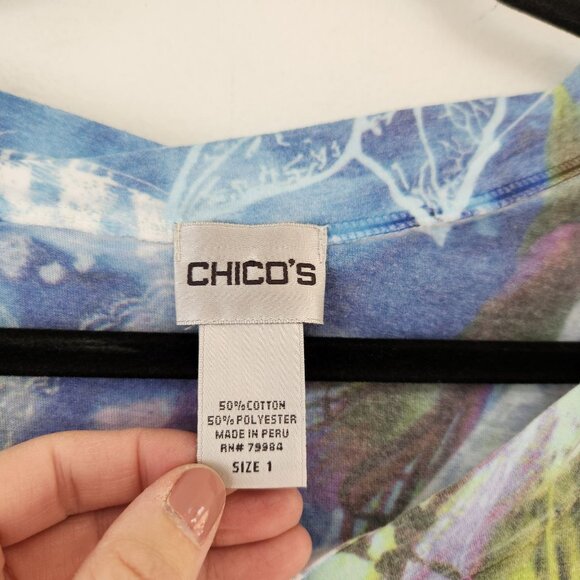 CHICO'S
50% COTTON
50% POLYESTER
MADE IN PERU
RN# 79984
SIZE 1